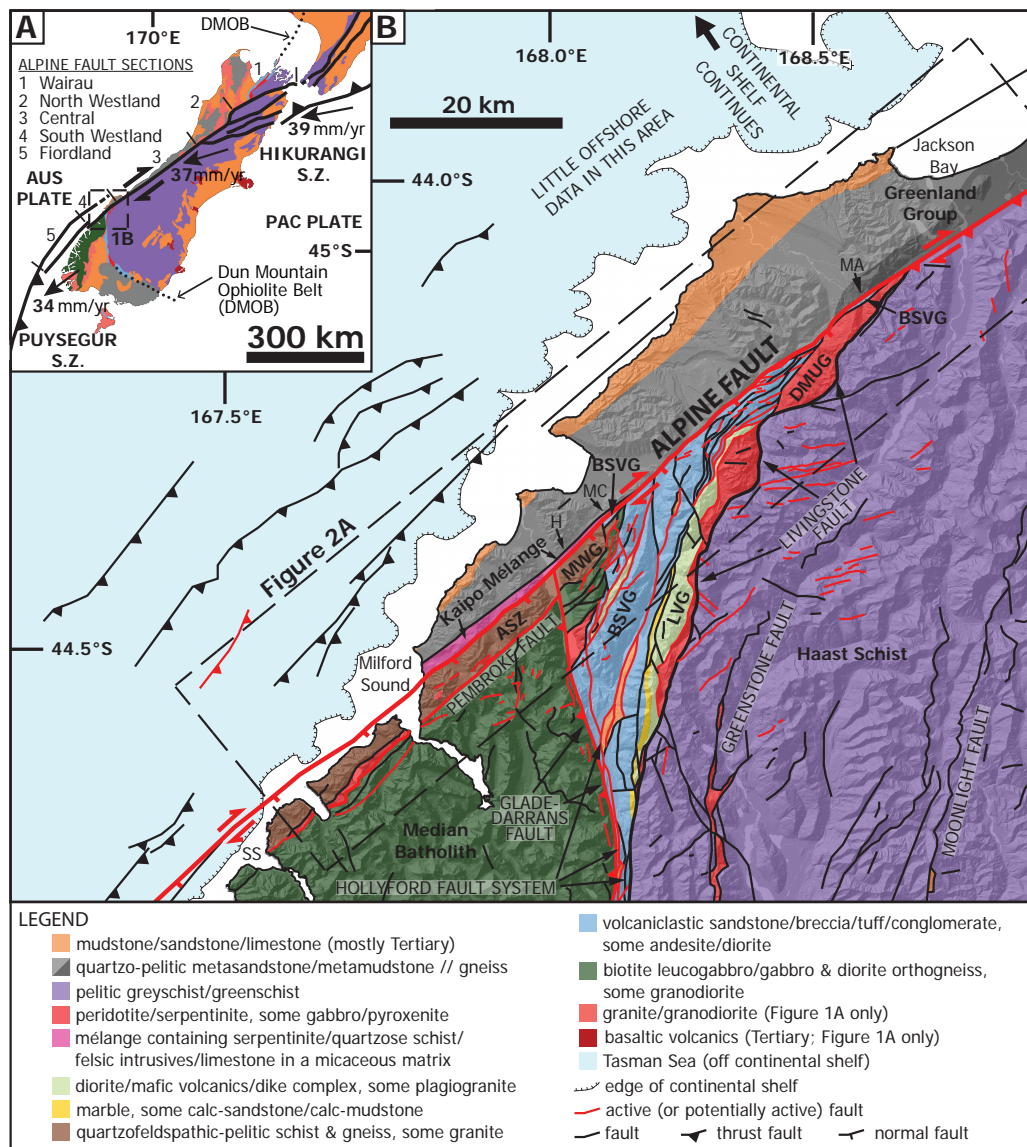 A
170°E
DMOB
ALPINE FAULT SECTIONS
1 Wairau
2 North Westland
3 Central
4 South Westland
5 Fiordland
1
2
3
4
5
39 mm/yr
HIKURANGI
S.Z.
37mm/yr
AUS
PLATE
PAC PLATE
1B
45°S
Dun Mountain
Ophiolite Belt
(DMOB)
34 mm/yr
300 km
PUYSEGUR
S.Z.
B
168.0°E
168.5°E
CONTINENTAL
SHELF
CONTINUES
20 km
LITTLE OFFSHORE
DATA IN THIS AREA
44.0°S
Jackson
Bay
Greenland
Group
MA
BSVG
DMUG
ALPINE FAULT
167.5°E
BSVG
MC
H
LIVINGSTONE
FAULT
Figure 2A
Kaipo Mélange
MWG
ASZ
BSVG
LVG
PEMBROKE FAULT
44.5°S
Milford
Sound
Haast Schist
GREENSTONE FAULT
MOONLIGHT FAULT
GLADE-
DARRANS
FAULT
Median
Batholith
SS
HOLLYFORD FAULT SYSTEM
LEGEND
mudstone/sandstone/limestone (mostly Tertiary)
quartzo-pelitic metasandstone/metamudstone // gneiss
pelitic greyschist/greenschist
peridotite/serpentinite, some gabbro/pyroxenite
mélange containing serpentinite/quartzose schist/
felsic intrusives/limestone in a micaceous matrix
diorite/mafic volcanics/dike complex, some plagiogranite
marble, some calc-sandstone/calc-mudstone
quartzofeldspathic-pelitic schist & gneiss, some granite
volcaniclastic sandstone/breccia/tuff/conglomerate,
some andesite/diorite
biotite leucogabbro/gabbro & diorite orthogneiss,
some granodiorite
granite/granodiorite (Figure 1A only)
basaltic volcanics (Tertiary; Figure 1A only)
Tasman Sea (off continental shelf)
edge of continental shelf
active (or potentially active) fault
fault
thrust fault
normal fault